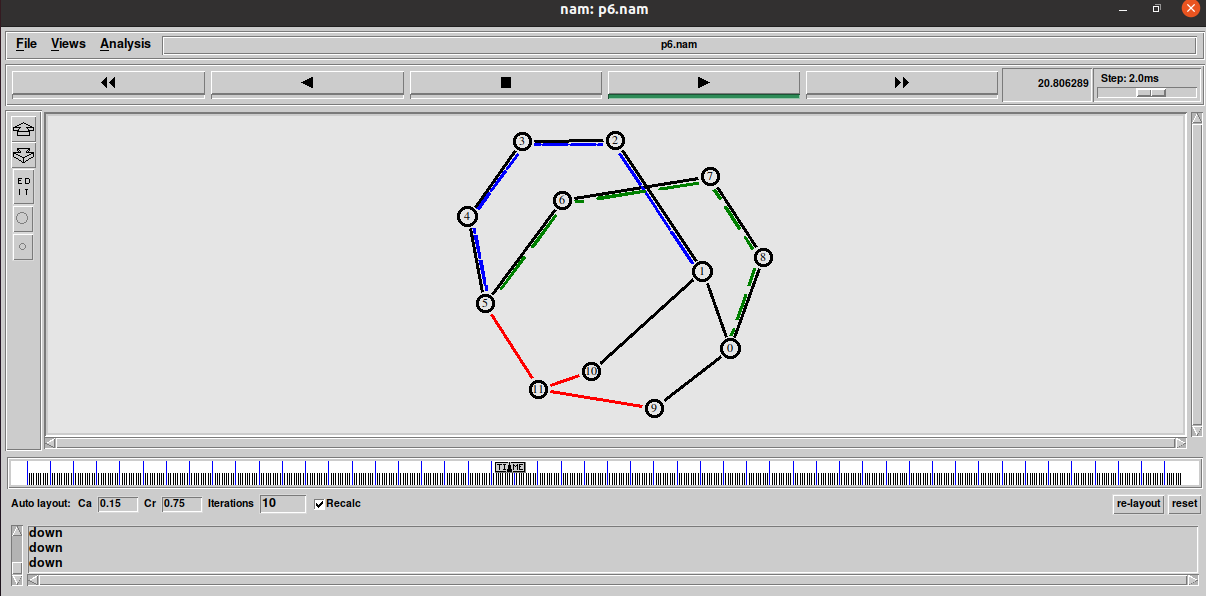 nam: p6.nam
File Views Analysis p6.nam
20.806289 Step: 2.0ms
E D
I T
3 2
7
6
4
8
1
5
0
10
11
9
TIME
Auto layout: Ca 0.15 Cr 0.75 Iterations 10 Recalc re-layout reset
down
down
down